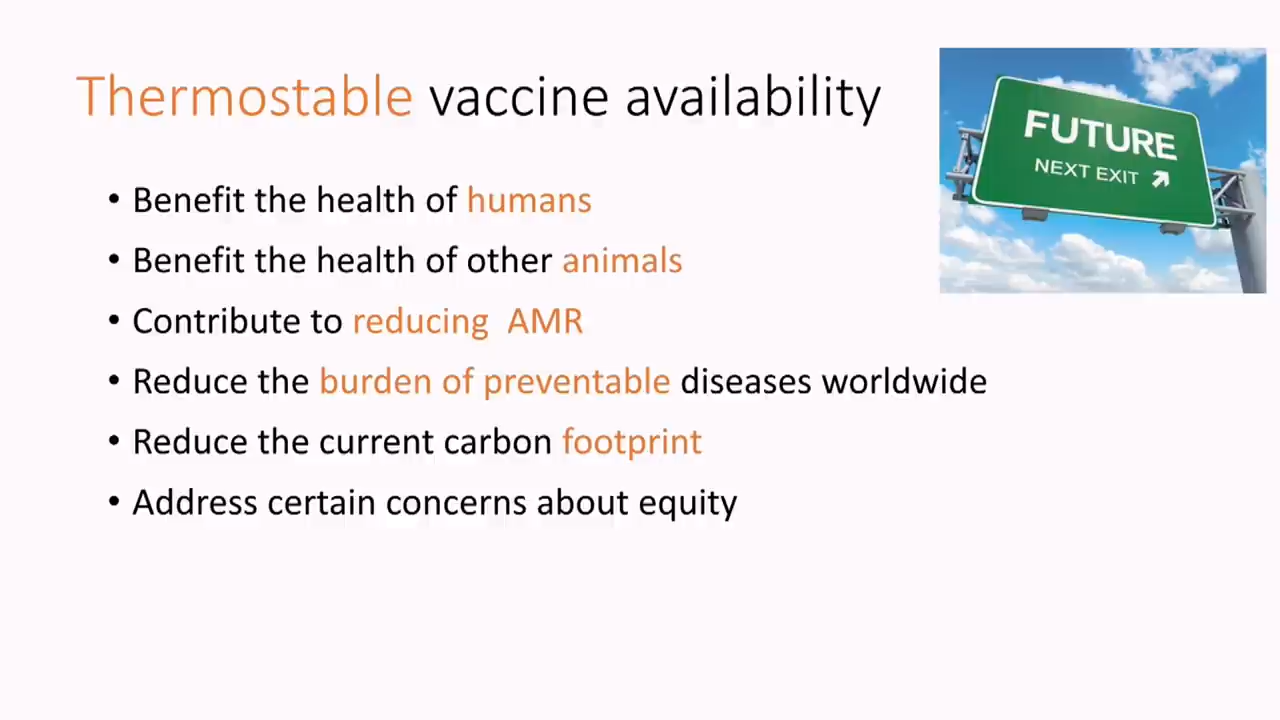 Thermostable vaccine availability
FUTURE
NEXT EXIT ↗
• Benefit the health of humans
• Benefit the health of other animals
• Contribute to reducing  AMR
• Reduce the burden of preventable diseases worldwide
• Reduce the current carbon footprint
• Address certain concerns about equity